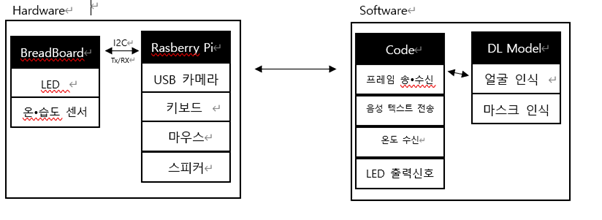 Hardware
Software
BreadBoard
I2C
Tx/RX
Rasberry Pi
LED
온•습도 센서
USB 카메라
키보드
마우스
스피커
Code
프레임 송•수신
음성 텍스트 전송
온도 수신
LED 출력신호
DL Model
얼굴 인식
마스크 인식